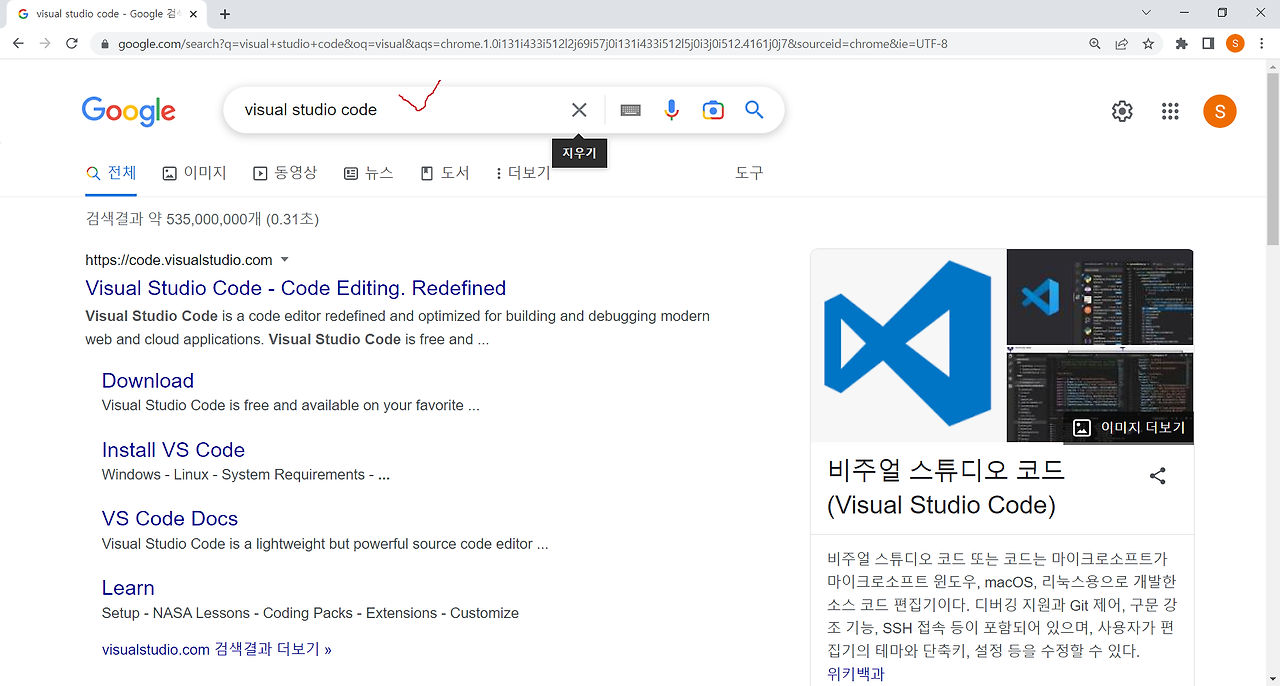 visual studio code - Google 검색
google.com/search?q=visual+studio+code&oq=visual&aqs=chrome.1.0i131i433i512l2j69i57j0i131i433i512l5j0i3j0i512.4161j0j7&sourceid=chrome&ie=UTF-8
S
Google
visual studio code
S
지우기
전체 이미지 동영상 뉴스 도서 더보기 도구
검색결과 약 535,000,000개 (0.31초)
https://code.visualstudio.com
Visual Studio Code - Code Editing. Redefined
Visual Studio Code is a code editor redefined and optimized for building and debugging modern
web and cloud applications. Visual Studio Code is free and ...
Download
Visual Studio Code is free and available on your favorite ...
Install VS Code
Windows - Linux - System Requirements - ...
VS Code Docs
Visual Studio Code is a lightweight but powerful source code editor ...
Learn
Setup - NASA Lessons - Coding Packs - Extensions - Customize
visualstudio.com 검색결과 더보기 »
이미지 더보기
비주얼 스튜디오 코드
(Visual Studio Code)
비주얼 스튜디오 코드 또는 코드는 마이크로소프트가
마이크로소프트 윈도우, macOS, 리눅스용으로 개발한
소스 코드 편집기이다. 디버깅 지원과 Git 제어, 구문 강
조 기능, SSH 접속 등이 포함되어 있으며, 사용자가 편
집기의 테마와 단축키, 설정 등을 수정할 수 있다.
위키백과